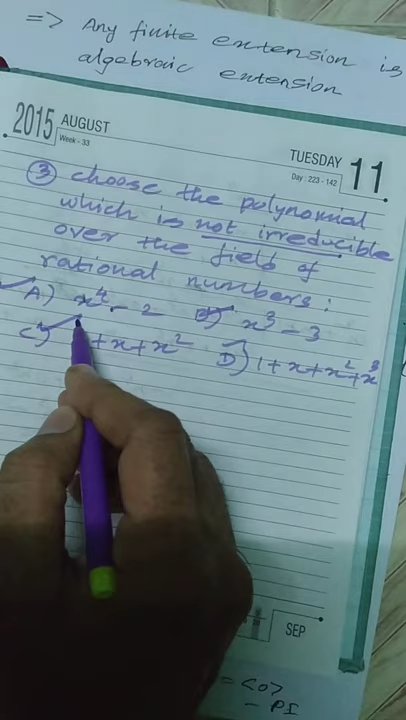 => Any finite extension is
algebraic extension
2015 AUGUST
Week - 33
TUESDAY 11
Day : 223 - 142
③ choose the polynomial
which is not irreducible
over the field of
rational numbers :
A) x⁴ - 2 B) x³ - 3
C) 1+x+x² D) 1+x+x²+x³
SEP
= <0>
- PI